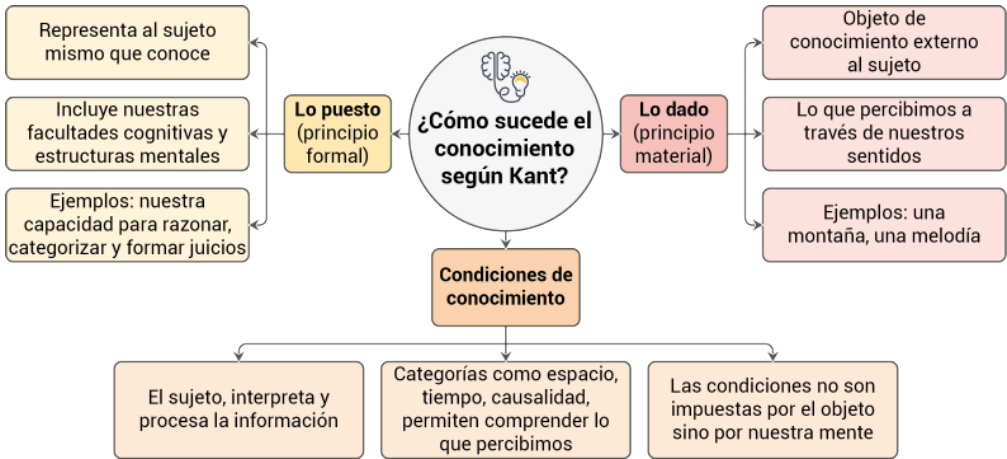 ¿Cómo sucede el
conocimiento
según Kant?
Lo puesto
(principio
formal)
Representa al sujeto
mismo que conoce
Incluye nuestras
facultades cognitivas y
estructuras mentales
Ejemplos: nuestra
capacidad para razonar,
categorizar y formar juicios
Lo dado
(principio
material)
Objeto de
conocimiento externo
al sujeto
Lo que percibimos a
través de nuestros
sentidos
Ejemplos: una
montaña, una melodía
Condiciones de
conocimiento
El sujeto, interpreta y
procesa la información
Categorías como espacio,
tiempo, causalidad,
permiten comprender lo
que percibimos
Las condiciones no son
impuestas por el objeto
sino por nuestra mente